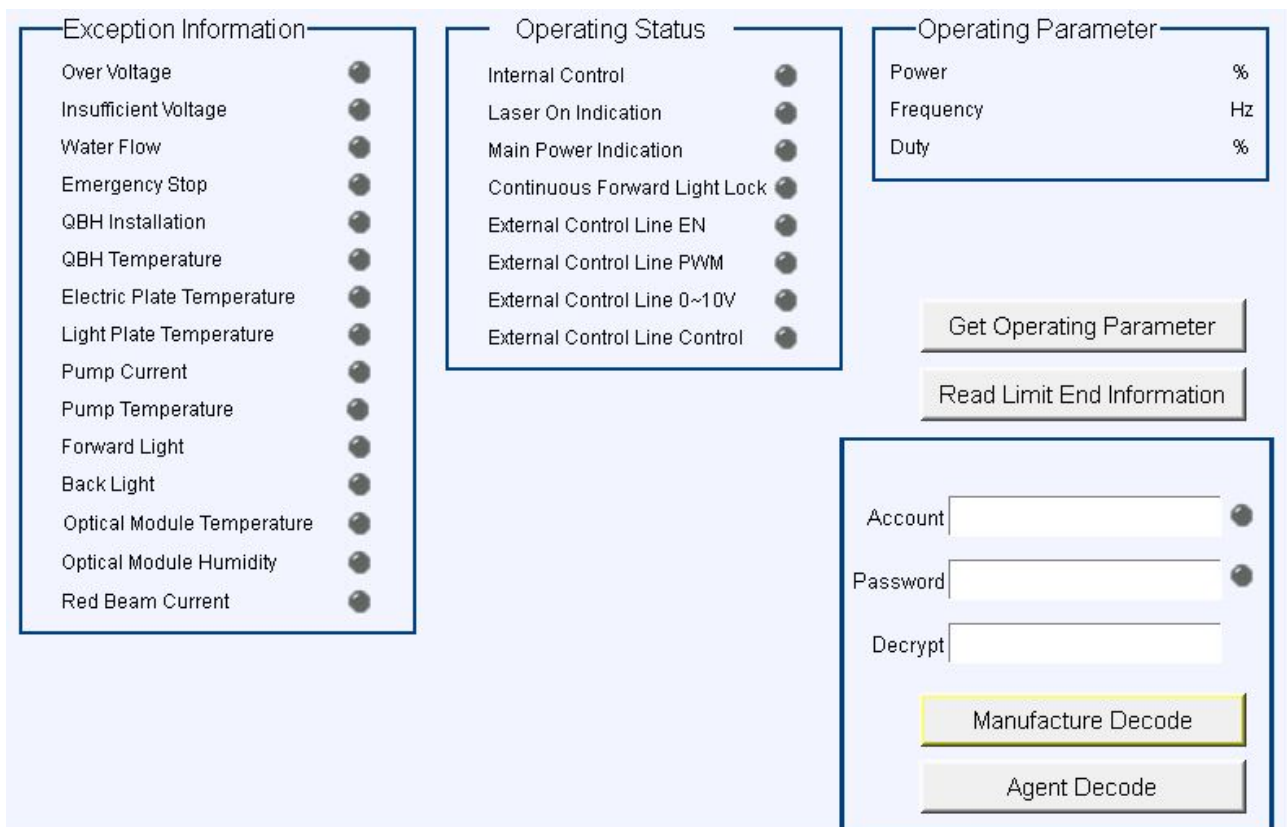 Exception Information
Over Voltage
Insufficient Voltage
Water Flow
Emergency Stop
QBH Installation
QBH Temperature
Electric Plate Temperature
Light Plate Temperature
Pump Current
Pump Temperature
Forward Light
Back Light
Optical Module Temperature
Optical Module Humidity
Red Beam Current
Operating Status
Internal Control
Laser On Indication
Main Power Indication
Continuous Forward Light Lock
External Control Line EN
External Control Line PWM
External Control Line 0~10V
External Control Line Control
Operating Parameter
Power %
Frequency Hz
Duty %
Get Operating Parameter
Read Limit End Information
Account
Password
Decrypt
Manufacture Decode
Agent Decode